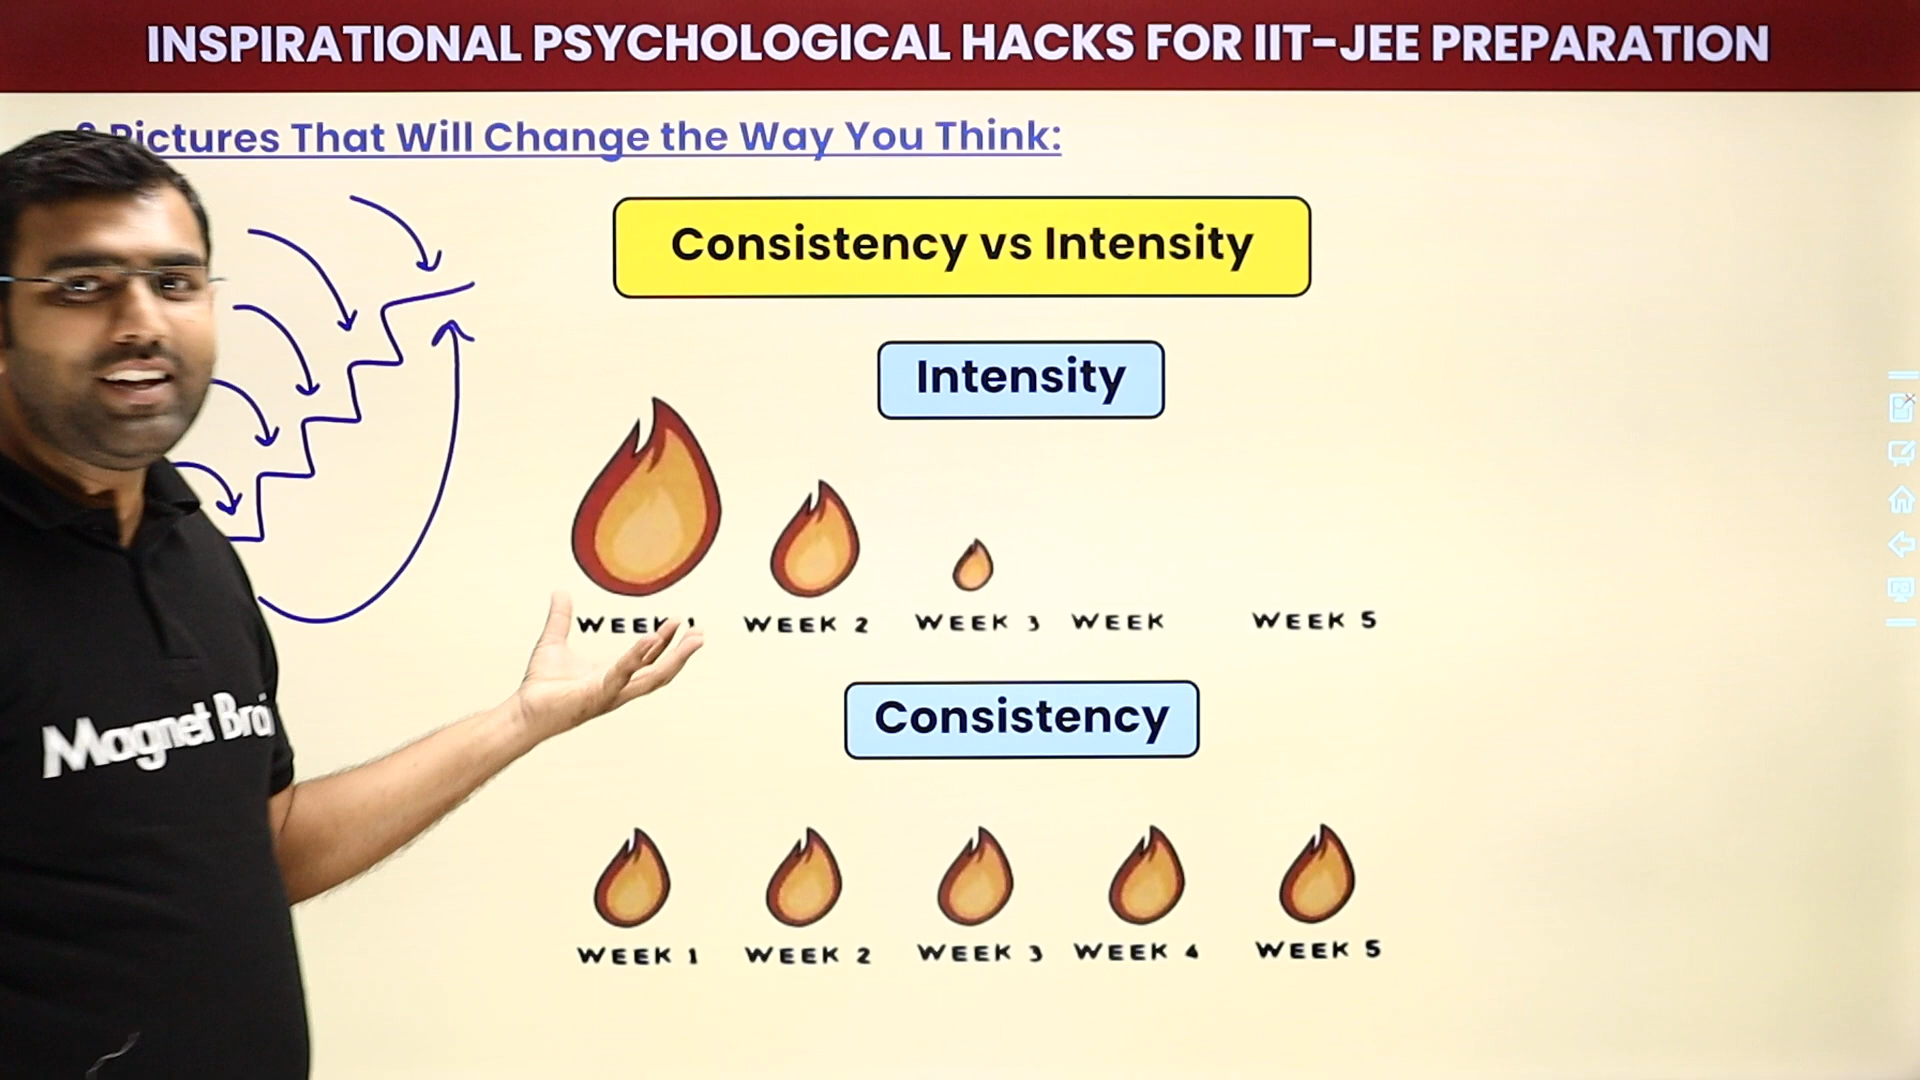 INSPIRATIONAL PSYCHOLOGICAL HACKS FOR IIT-JEE PREPARATION
Pictures That Will Change the Way You Think:
Consistency vs Intensity
Intensity
WEEK 1 WEEK 2 WEEK 3 WEEK WEEK 5
Consistency
WEEK 1 WEEK 2 WEEK 3 WEEK 4 WEEK 5
Magnet Brai